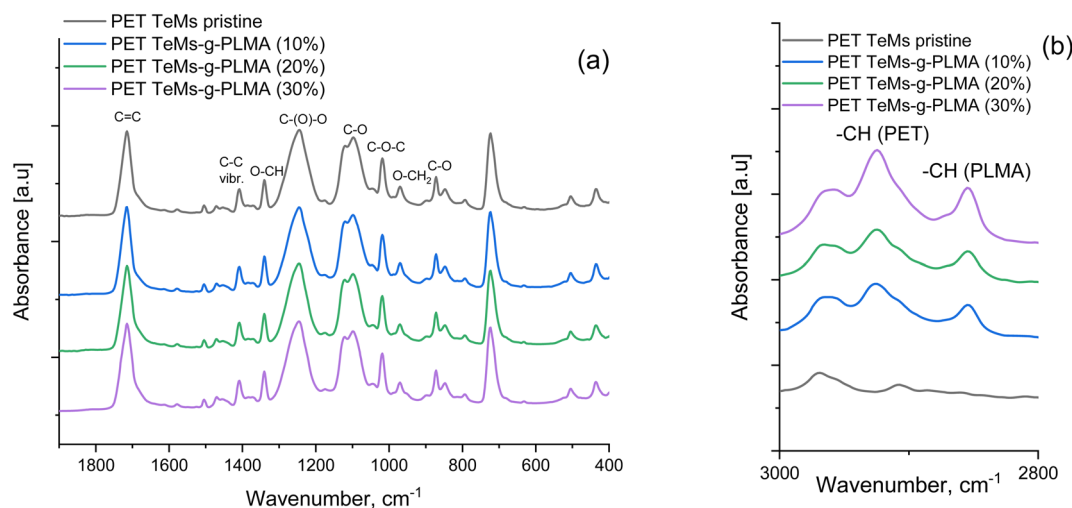 PET TeMs pristine
PET TeMs-g-PLMA (10%)
PET TeMs-g-PLMA (20%)
PET TeMs-g-PLMA (30%)
(a)
C=C
C-C
vibr.
O-CH
C-(O)-O
C-O
C-O-C
O-CH₂
C-O
Absorbance [a.u]
1800 1600 1400 1200 1000 800 600 400
Wavenumber, cm⁻¹
(b)
PET TeMs pristine
PET TeMs-g-PLMA (10%)
PET TeMs-g-PLMA (20%)
PET TeMs-g-PLMA (30%)
-CH (PET)
-CH (PLMA)
Absorbance [a.u]
3000 2800
Wavenumber, cm⁻¹